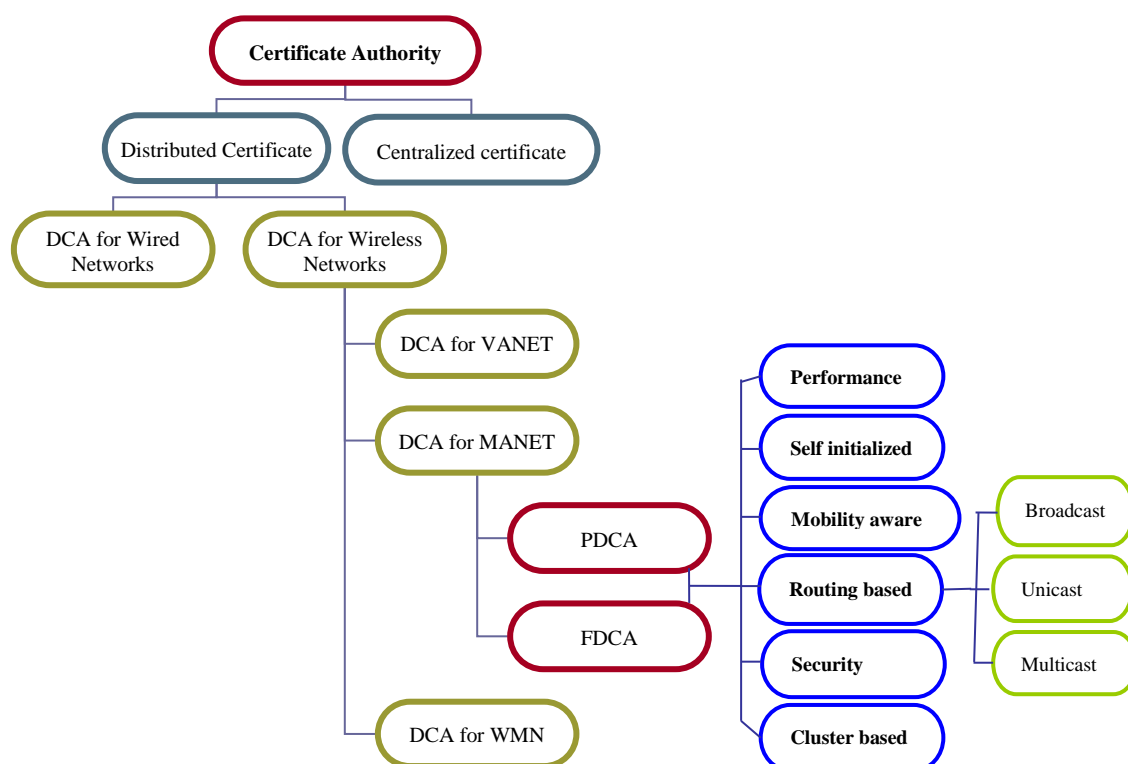 Certificate Authority
Distributed Certificate
Centralized certificate
DCA for Wired
Networks
DCA for Wireless
Networks
DCA for VANET
DCA for MANET
PDCA
FDCA
DCA for WMN
Performance
Self initialized
Mobility aware
Routing based
Security
Cluster based
Broadcast
Unicast
Multicast